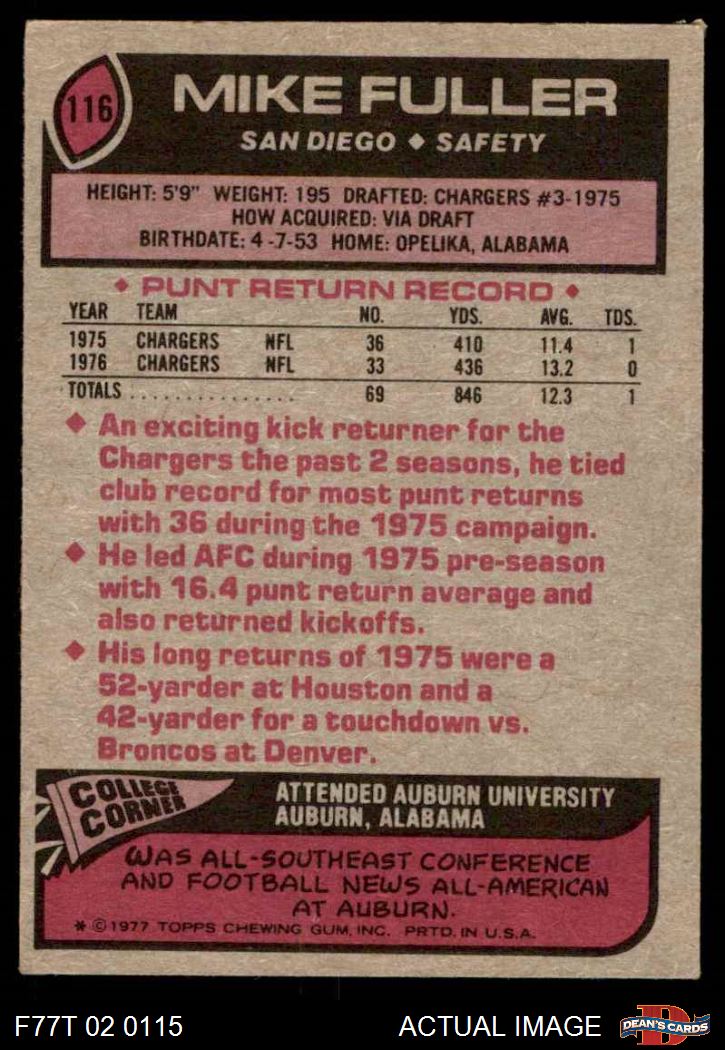 116
MIKE FULLER
SAN DIEGO ♦ SAFETY
HEIGHT: 5'9" WEIGHT: 195 DRAFTED: CHARGERS #3-1975
HOW ACQUIRED: VIA DRAFT
BIRTHDATE: 4-7-53 HOME: OPELIKA, ALABAMA
♦ PUNT RETURN RECORD ♦
YEAR TEAM NO. YDS. AVG. TDS.
1975 CHARGERS NFL 36 410 11.4 1
1976 CHARGERS NFL 33 436 13.2 0
TOTALS . . . . . . . . . . . . . . . 69 846 12.3 1
♦ An exciting kick returner for the
Chargers the past 2 seasons, he tied
club record for most punt returns
with 36 during the 1975 campaign.
♦ He led AFC during 1975 pre-season
with 16.4 punt return average and
also returned kickoffs.
♦ His long returns of 1975 were a
52-yarder at Houston and a
42-yarder for a touchdown vs.
Broncos at Denver.
COLLEGE
CORNER
ATTENDED AUBURN UNIVERSITY
AUBURN, ALABAMA
WAS ALL-SOUTHEAST CONFERENCE
AND FOOTBALL NEWS ALL-AMERICAN
AT AUBURN.
* © 1977 TOPPS CHEWING GUM, INC. PRTD. IN U.S.A.
F77T 02 0115
ACTUAL IMAGE
D
DEAN'S CARDS